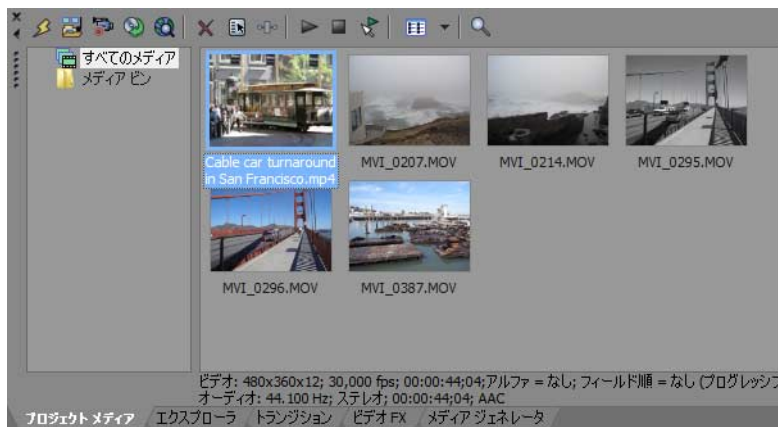 すべてのメディア
メディア ビン
Cable car turnaround
in San Francisco.mp4
MVI_0207.MOV
MVI_0214.MOV
MVI_0295.MOV
MVI_0296.MOV
MVI_0387.MOV
ビデオ: 480x360x12; 30,000 fps; 00:00:44;04;アルファ = なし; フィールド順 = なし (プログレッシブ
オーディオ: 44.100 Hz; ステレオ; 00:00:44;04; AAC
プロジェクト メディア
エクスプローラ
トランジション
ビデオ FX
メディア ジェネレータ